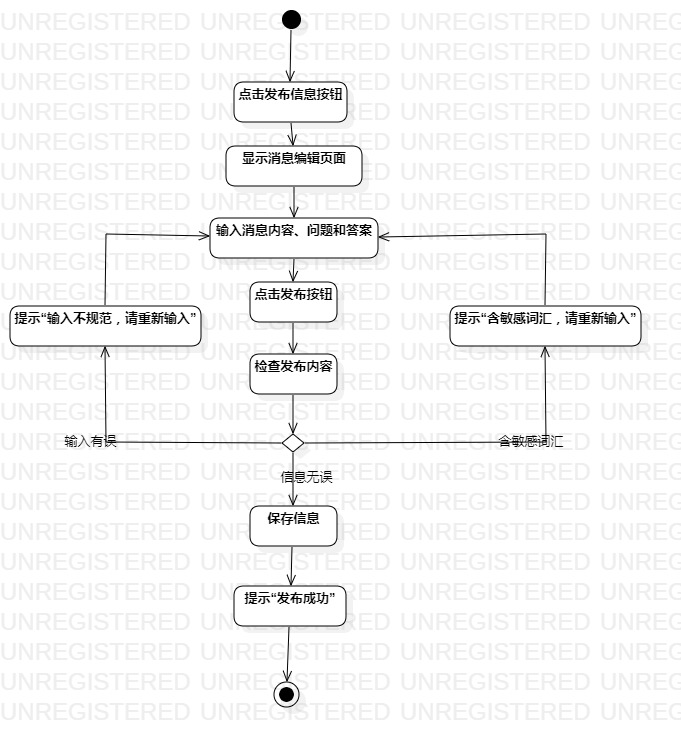 点击发布信息按钮
显示消息编辑页面
输入消息内容、问题和答案
点击发布按钮
提示“输入不规范，请重新输入”
提示“含敏感词汇，请重新输入”
检查发布内容
输入有误
含敏感词汇
信息无误
保存信息
提示“发布成功”
UNREGISTERED